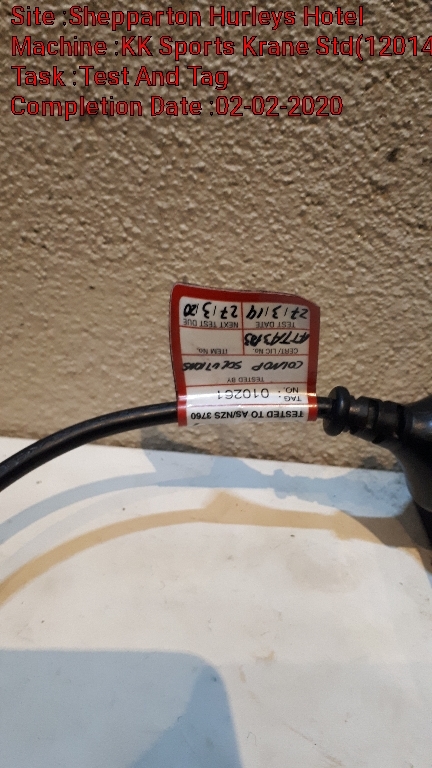 Site :Shepparton Hurleys Hotel
Machine :KK Sports Krane Std(12014
Task :Test And Tag
Completion Date :02-02-2020
TESTED TO AS/NZS 3760
TAG NO. : 010261
TESTED BY
SOLUTIONS
CERT/LIC No. ITEM No.
TEST DATE NEXT TEST DUE
27/3/19 27/3/20